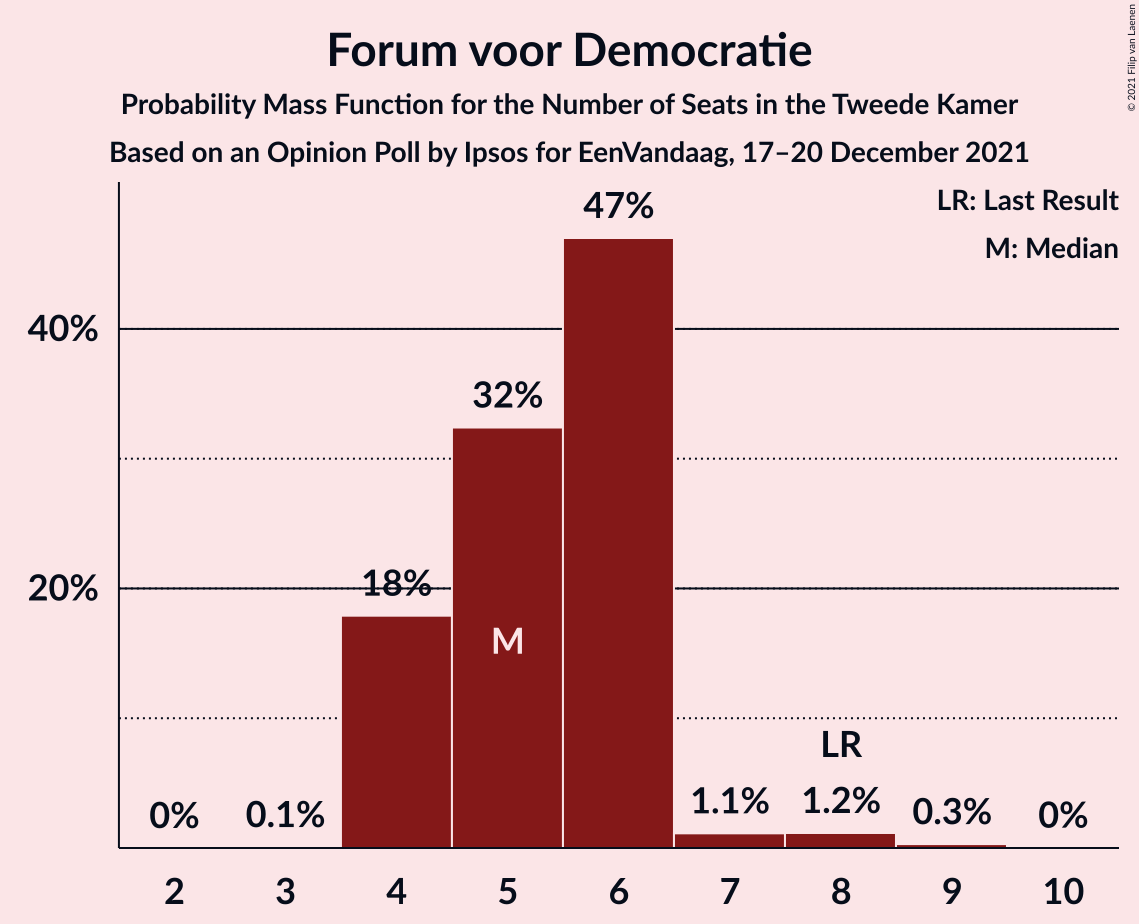 Forum voor Democratie
Probability Mass Function for the Number of Seats in the Tweede Kamer
Based on an Opinion Poll by Ipsos for EenVandaag, 17–20 December 2021
© 2021 Filip van Laenen
LR: Last Result
M: Median
47%
40%
32%
20%
18%
M
LR
0%
0.1%
1.1%
1.2%
0.3%
0%
2 3 4 5 6 7 8 9 10